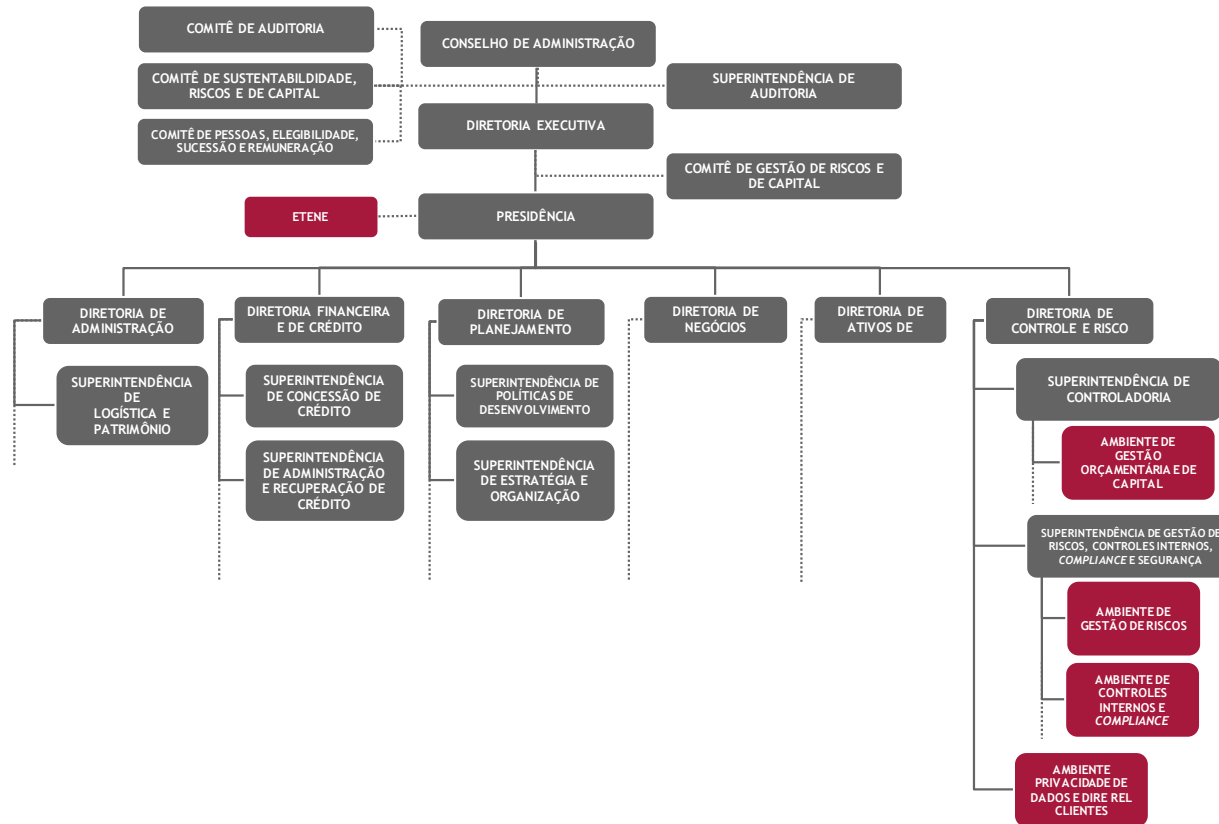 COMITÊ DE AUDITORIA
CONSELHO DE ADMINISTRAÇÃO
COMITÊ DE SUSTENTABILDIDADE,
RISCOS E DE CAPITAL
SUPERINTENDÊNCIA DE
AUDITORIA
DIRETORIA EXECUTIVA
COMITÊ DE PESSOAS, ELEGIBILIDADE,
SUCESSÃO E REMUNERAÇÃO
COMITÊ DE GESTÃO DE RISCOS E
DE CAPITAL
ETENE
PRESIDÊNCIA
DIRETORIA DE
ADMINISTRAÇÃO
DIRETORIA FINANCEIRA
E DE CRÉDITO
DIRETORIA
DE PLANEJAMENTO
DIRETORIA DE
NEGÓCIOS
DIRETORIA DE
ATIVOS DE
DIRETORIA DE
CONTROLE E RISCO
SUPERINTENDÊNCIA
DE
LOGÍSTICA E
PATRIMÔNIO
SUPERINTENDÊNCIA
DE CONCESSÃO DE
CRÉDITO
SUPERINTENDÊNCIA DE
POLÍTICAS DE
DESENVOLVIMENTO
SUPERINTENDÊNCIA DE
CONTROLADORIA
SUPERINTENDÊNCIA
DE ADMINISTRAÇÃO
E RECUPERAÇÃO DE
CRÉDITO
SUPERINTENDÊNCIA
DE ESTRATÉGIA E
ORGANIZAÇÃO
AMBIENTE DE
GESTÃO
ORÇAMENTÁRIA E DE
CAPITAL
SUPERINTENDÊNCIA DE GESTÃO DE
RISCOS, CONTROLES INTERNOS,
COMPLIANCE E SEGURANÇA
AMBIENTE DE
GESTÃO DE RISCOS
AMBIENTE DE
CONTROLES
INTERNOS E
COMPLIANCE
AMBIENTE
PRIVACIDADE DE
DADOS E DIRE REL
CLIENTES